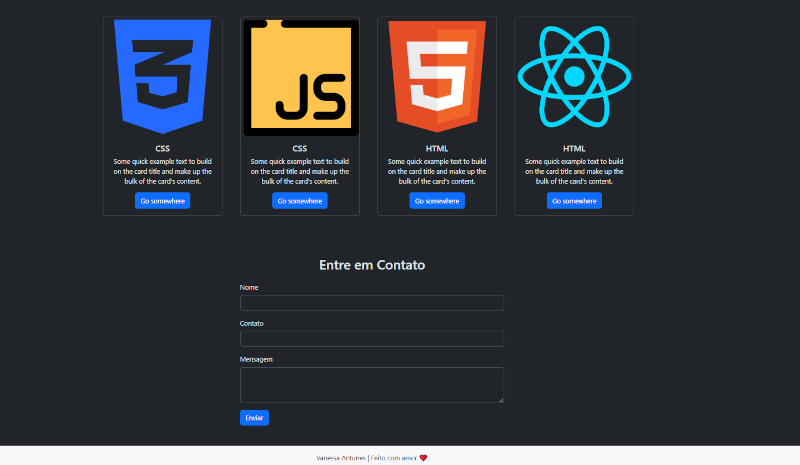 3
JS
5
CSS
Some quick example text to build
on the card title and make up the
bulk of the card's content.
Go somewhere
CSS
Some quick example text to build
on the card title and make up the
bulk of the card's content.
Go somewhere
HTML
Some quick example text to build
on the card title and make up the
bulk of the card's content.
Go somewhere
HTML
Some quick example text to build
on the card title and make up the
bulk of the card's content.
Go somewhere
Entre em Contato
Nome
Contato
Mensagem
Enviar
Vanessa Antunes | Feito com amor ❤️